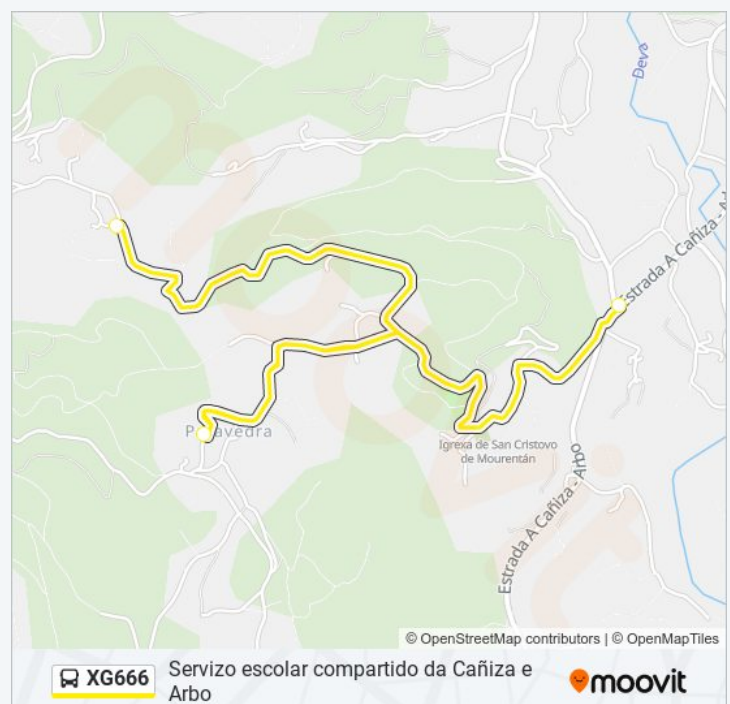 Deva
Estrada A Cañiza - A
P avedra
Igrexa de San Cristovo
de Mourentán
Estrada A Cañiza - Arbo
© OpenStreetMap contributors | © OpenMapTiles
XG666
Servizo escolar compartido da Cañiza e
Arbo
moovit